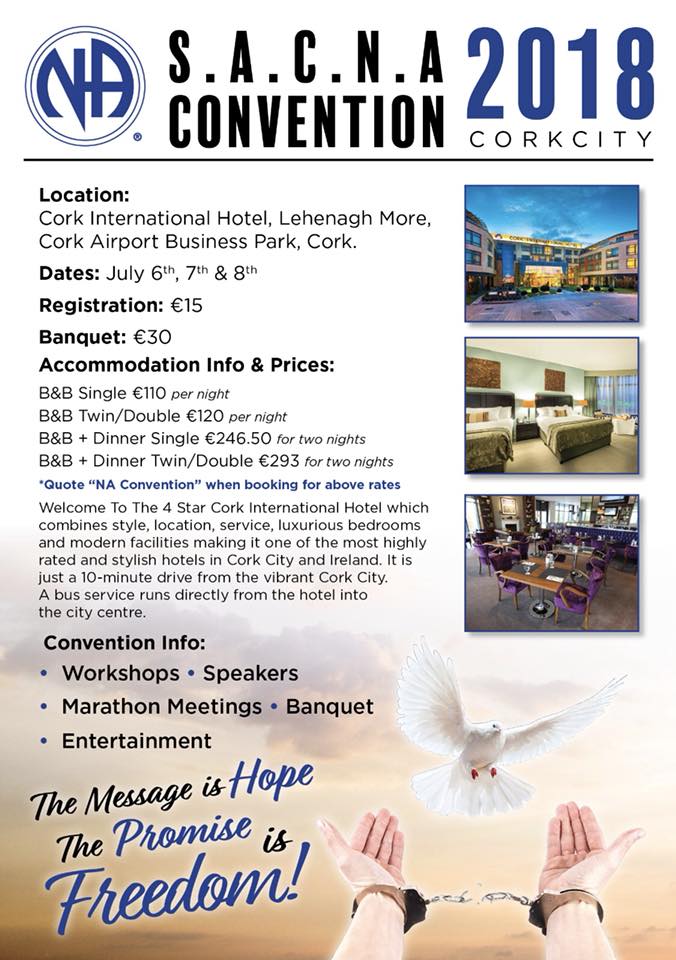 NA
®
S.A.C.N.A
CONVENTION
2018
CORKCITY
Location:
Cork International Hotel, Lehenagh More,
Cork Airport Business Park, Cork.
Dates: July 6th, 7th & 8th
Registration: €15
Banquet: €30
Accommodation Info & Prices:
B&B Single €110 per night
B&B Twin/Double €120 per night
B&B + Dinner Single €246.50 for two nights
B&B + Dinner Twin/Double €293 for two nights
*Quote “NA Convention” when booking for above rates
Welcome To The 4 Star Cork International Hotel which
combines style, location, service, luxurious bedrooms
and modern facilities making it one of the most highly
rated and stylish hotels in Cork City and Ireland. It is
just a 10-minute drive from the vibrant Cork City.
A bus service runs directly from the hotel into
the city centre.
Convention Info:
• Workshops • Speakers
• Marathon Meetings • Banquet
• Entertainment
The Message is Hope
The Promise is
Freedom!